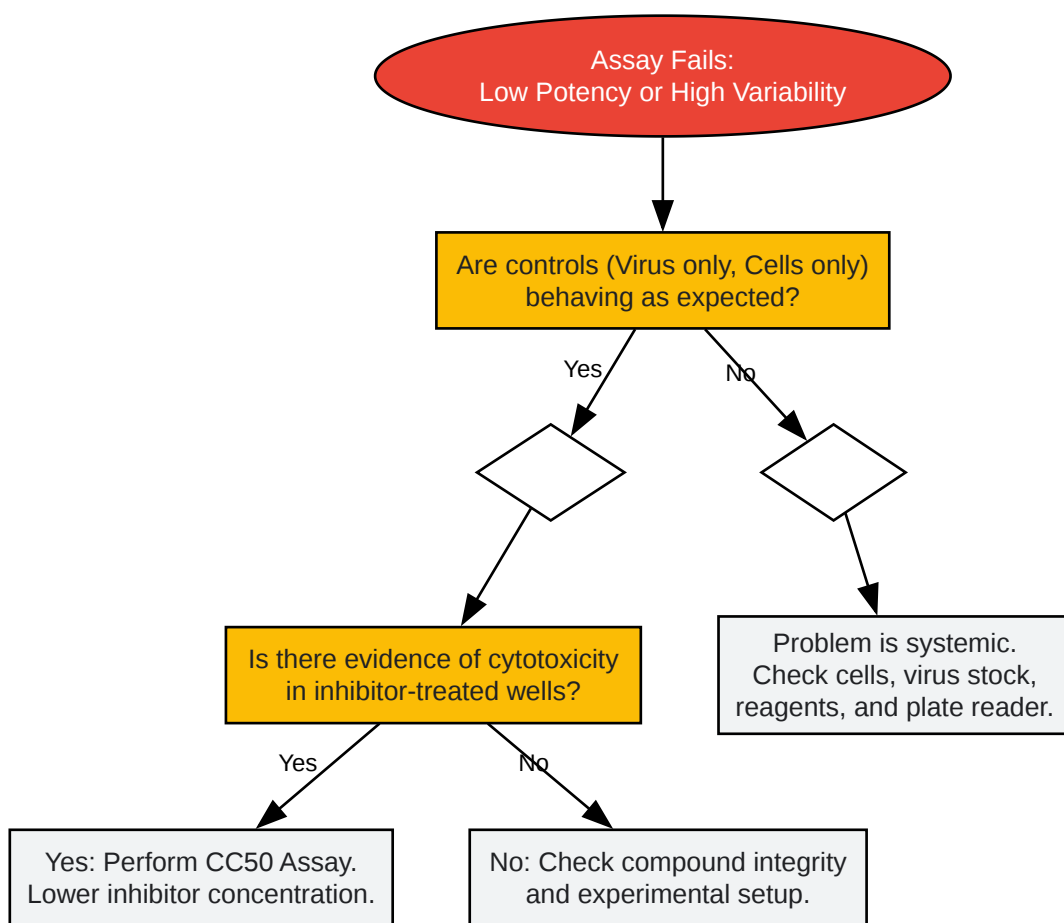 Assay Fails:
Low Potency or High Variability
Are controls (Virus only, Cells only)
behaving as expected?
Yes
No
Is there evidence of cytotoxicity
in inhibitor-treated wells?
Problem is systemic.
Check cells, virus stock,
reagents, and plate reader.
Yes
No
Yes: Perform CC50 Assay.
Lower inhibitor concentration.
No: Check compound integrity
and experimental setup.